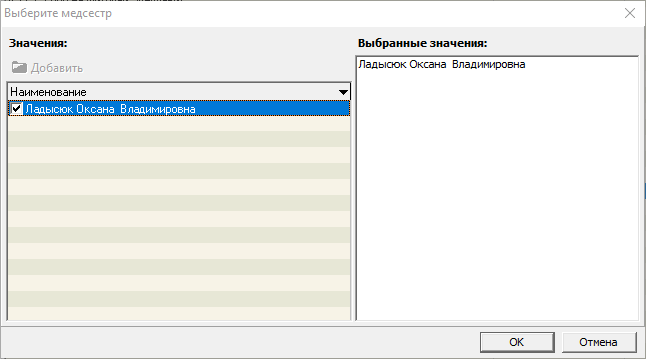 Выберите медсестр
Значения:
Добавить
Наименование
Ладысюк Оксана Владимировна
Выбранные значения:
Ладысюк Оксана Владимировна
OK
Отмена